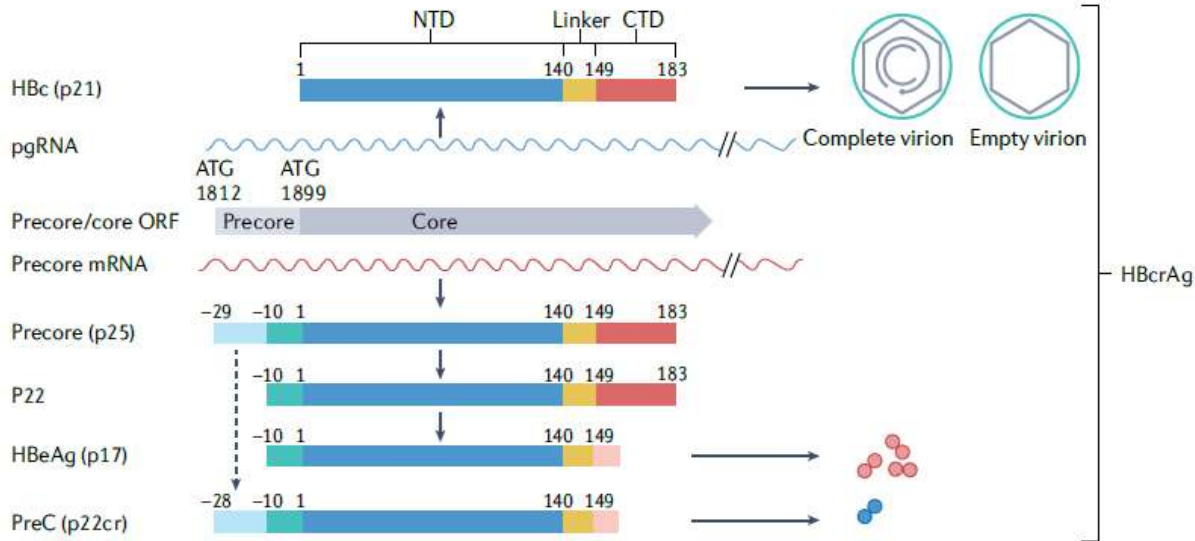 NTD Linker CTD
1 140 149 183
HBc (p21)
Complete virion Empty virion
pgRNA
ATG ATG
1812 1899
Precore/core ORF Precore Core
Precore mRNA
HBcrAg
−29 −10 1 140 149 183
Precore (p25)
−10 1 140 149 183
P22
−10 1 140 149
HBeAg (p17)
−28 −10 1 140 149
PreC (p22cr)